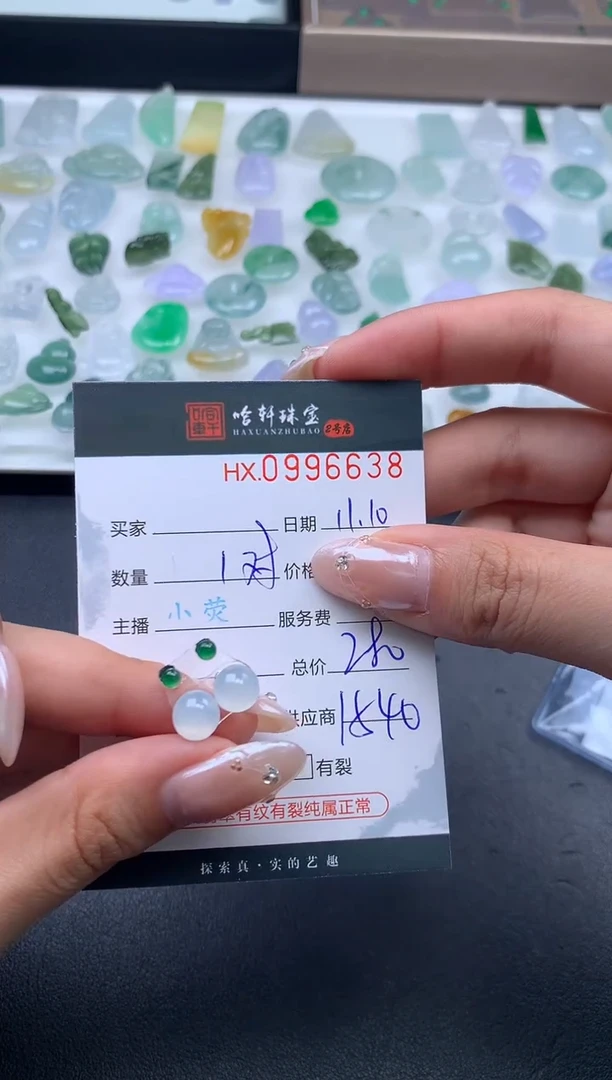 哈轩珠宝
HAXUANZHUBAO 2号店
HX.0996638
买家 日期 11.10
数量 1对 价格
主播 小荧 服务费
总价 280
供应商 1840
有裂
有纹有裂纯属正常
探索真·实的艺趣